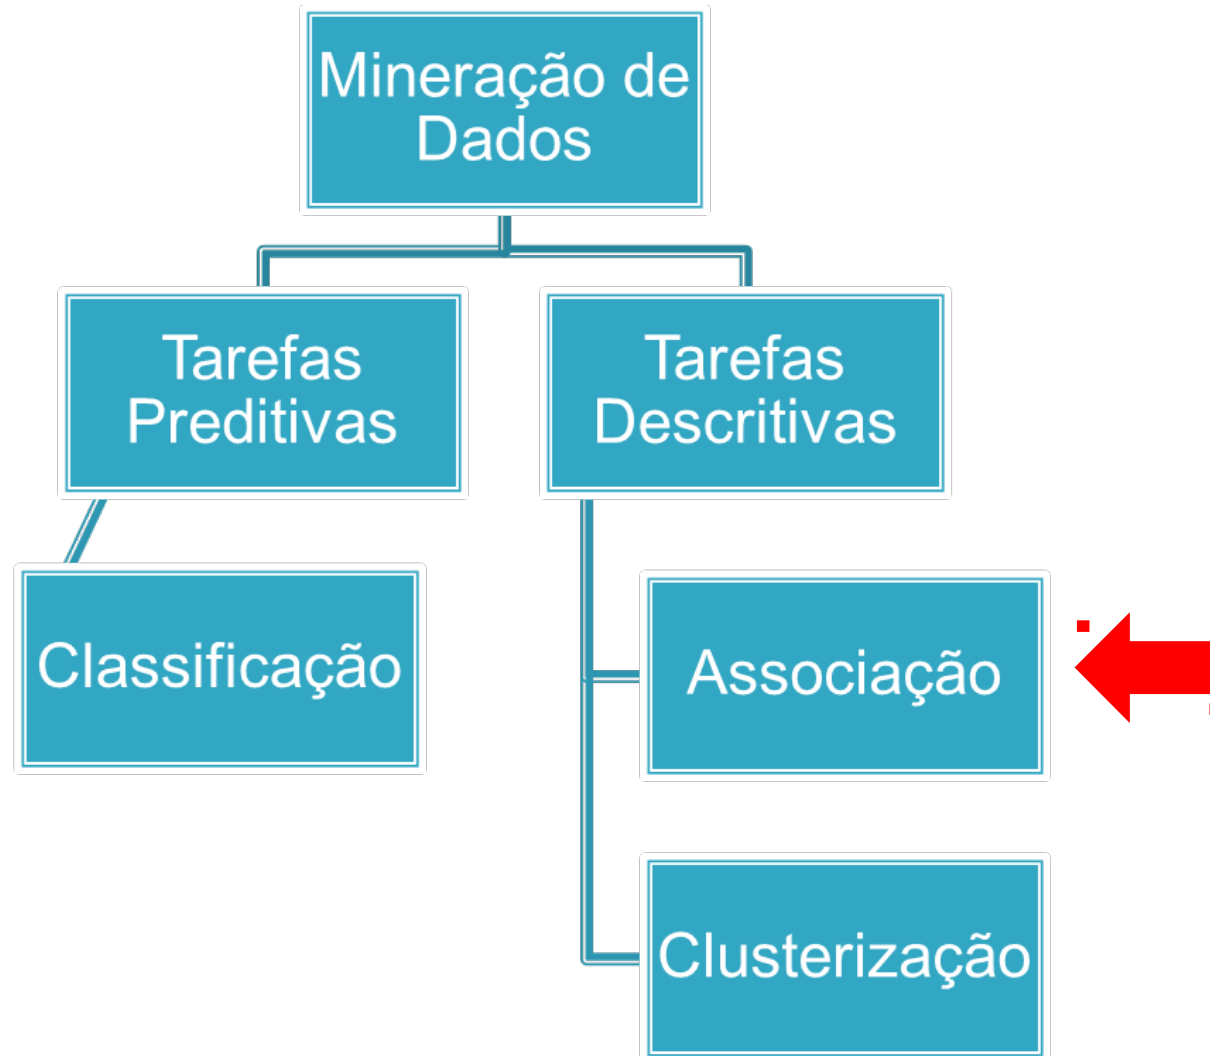 Mineração de
Dados
Tarefas
Preditivas
Tarefas
Descritivas
Classificação
Associação
Clusterização